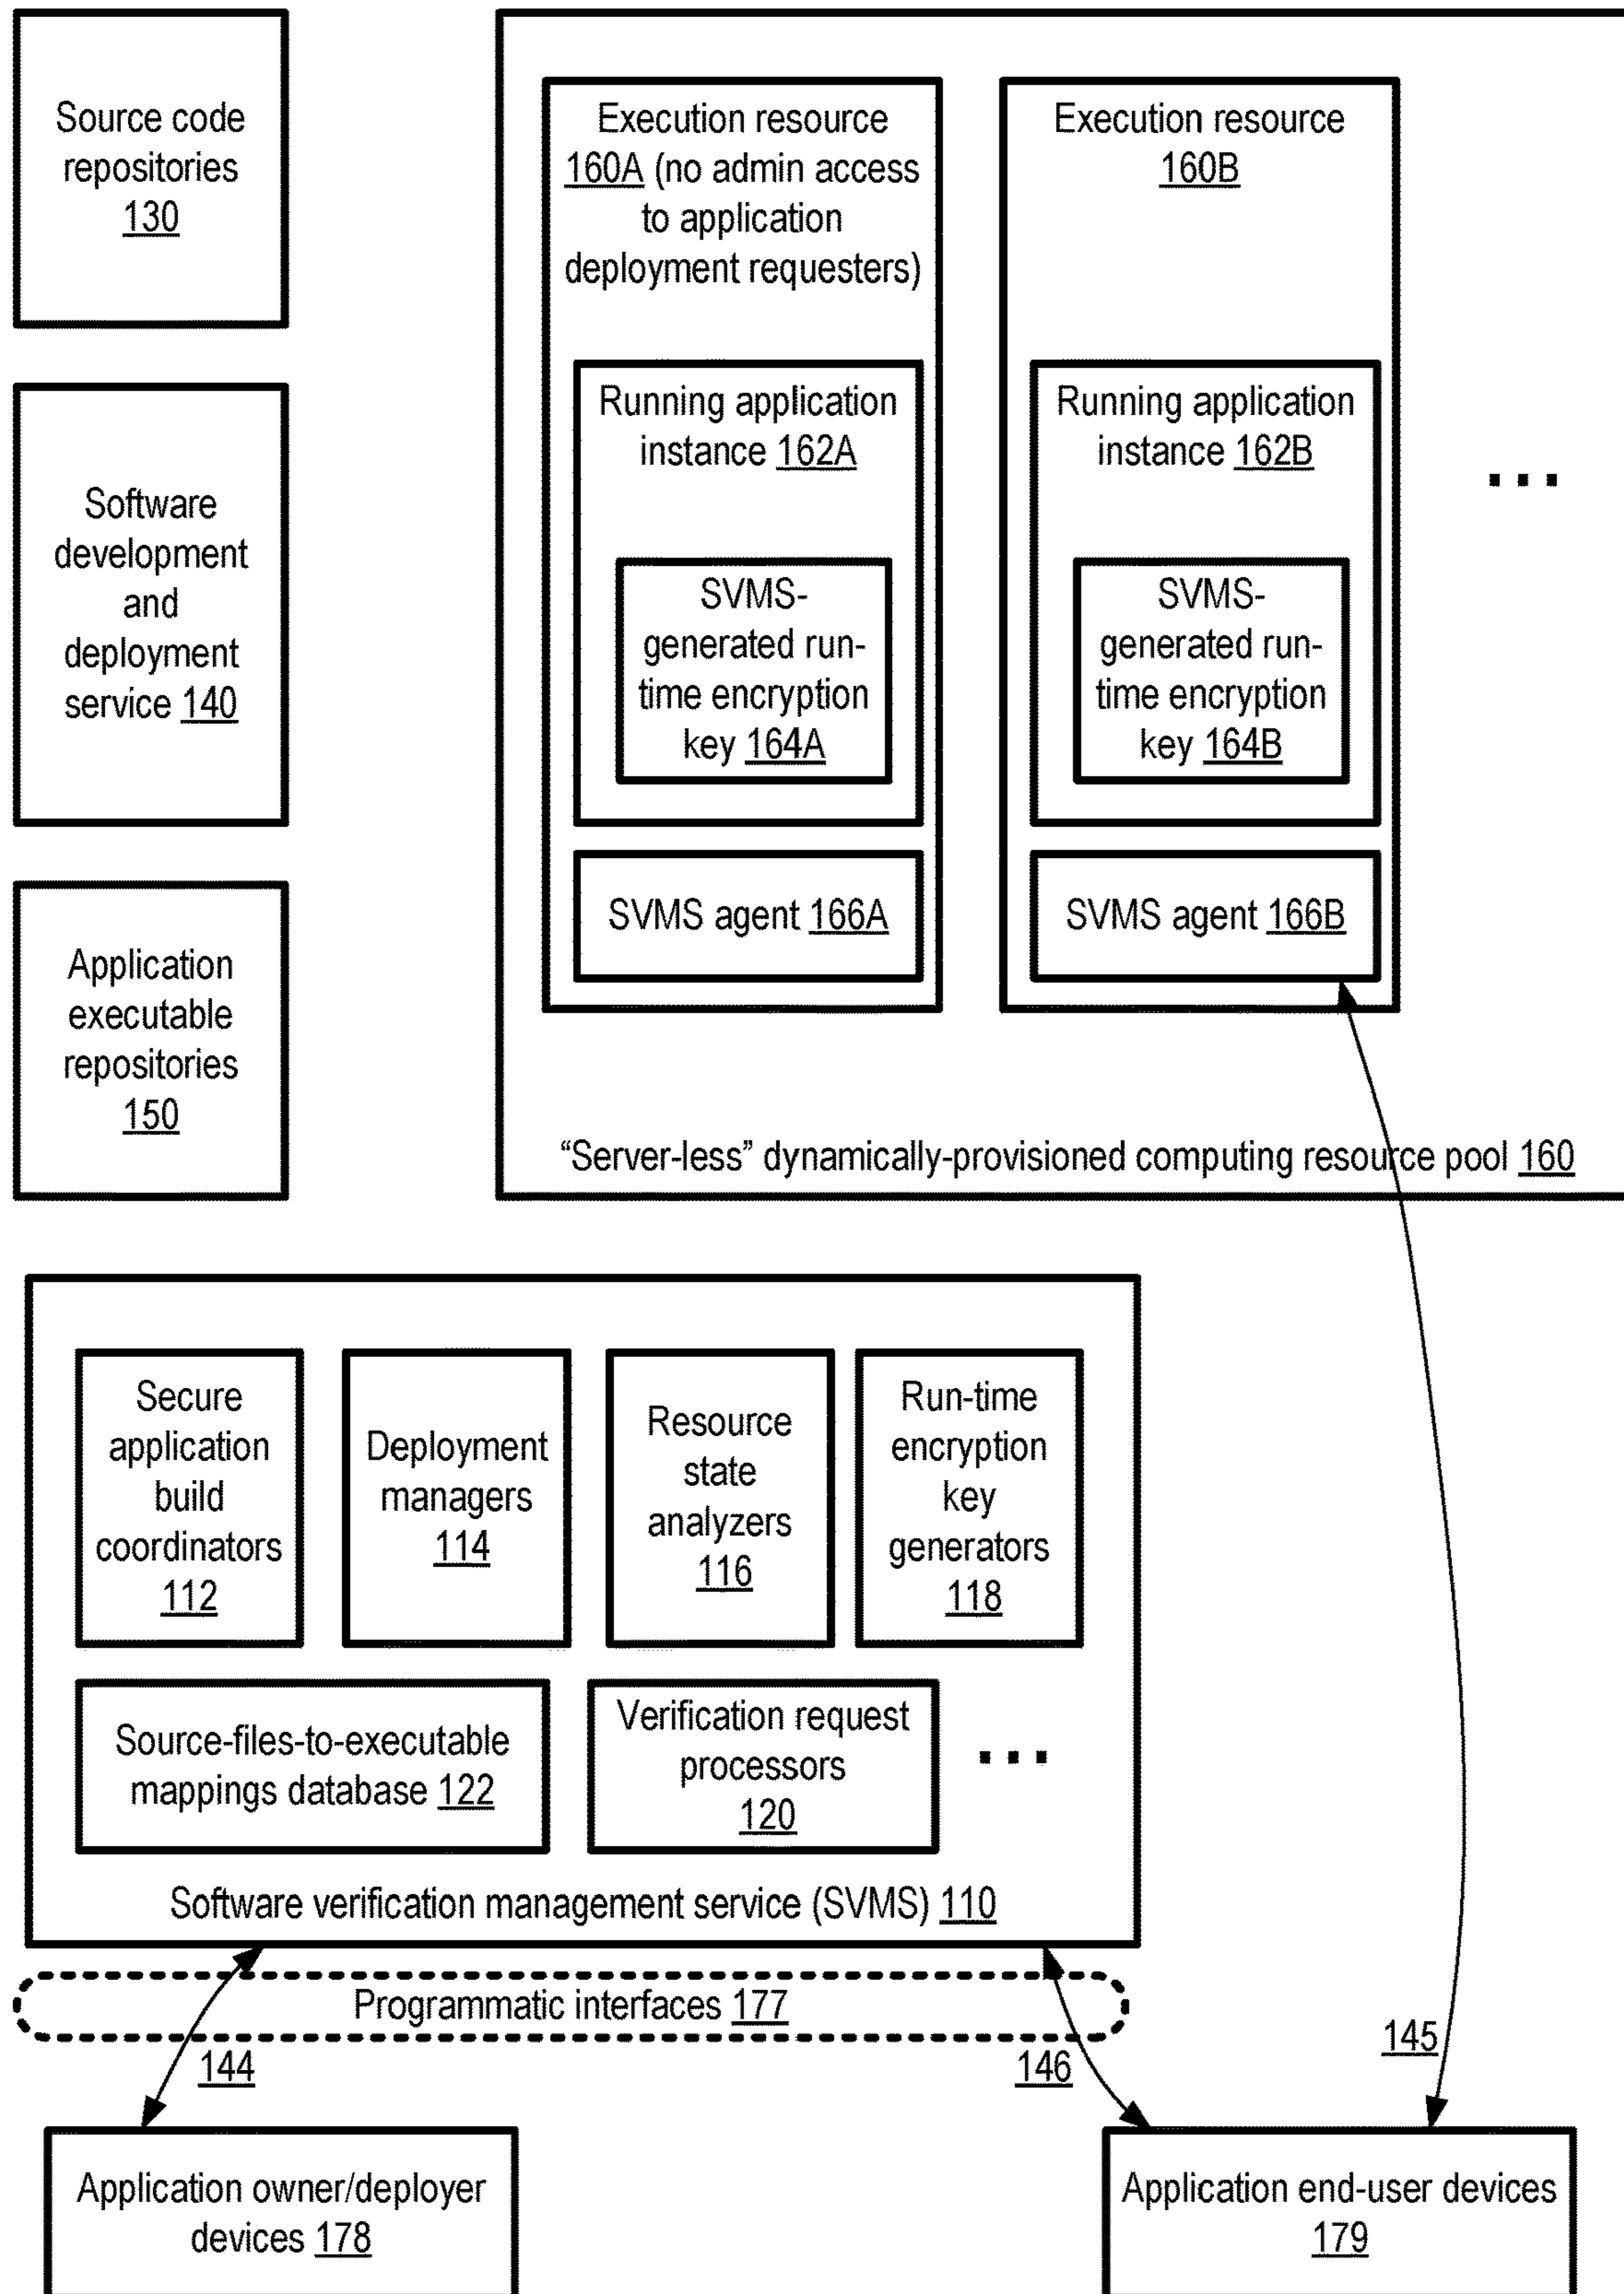 Source code
repositories
130
Software
development
and
deployment
service 140
Application
executable
repositories
150
Execution resource
160A (no admin access
to application
deployment requesters)
Running application
instance 162A
SVMS-
generated run-
time encryption
key 164A
SVMS agent 166A
Execution resource
160B
Running application
instance 162B
SVMS-
generated run-
time encryption
key 164B
SVMS agent 166B
...
“Server-less” dynamically-provisioned computing resource pool 160
Secure
application
build
coordinators
112
Deployment
managers
114
Resource
state
analyzers
116
Run-time
encryption
key
generators
118
Source-files-to-executable
mappings database 122
Verification request
processors
120
...
Software verification management service (SVMS) 110
Programmatic interfaces 177
144
146
145
Application owner/deployer
devices 178
Application end-user devices
179